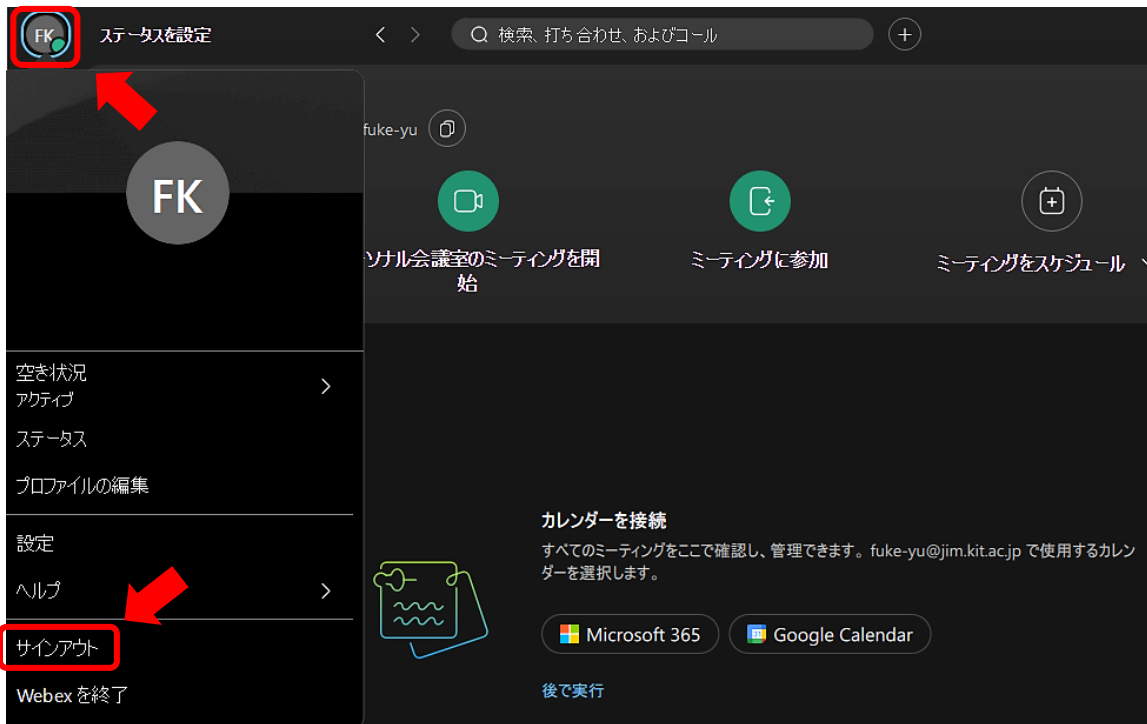 FK ステータスを設定 検索、打ち合わせ、およびコール
fuke-yu
FK
ソナル会議室のミーティングを開
始
ミーティングに参加
ミーティングをスケジュール
空き状況
アクティブ
ステータス
プロファイルの編集
設定
ヘルプ
サインアウト
Webex を終了
カレンダーを接続
すべてのミーティングをここで確認し、管理できます。fuke-yu@jim.kit.ac.jp で使用するカレン
ダーを選択します。
Microsoft 365 Google Calendar
後で実行